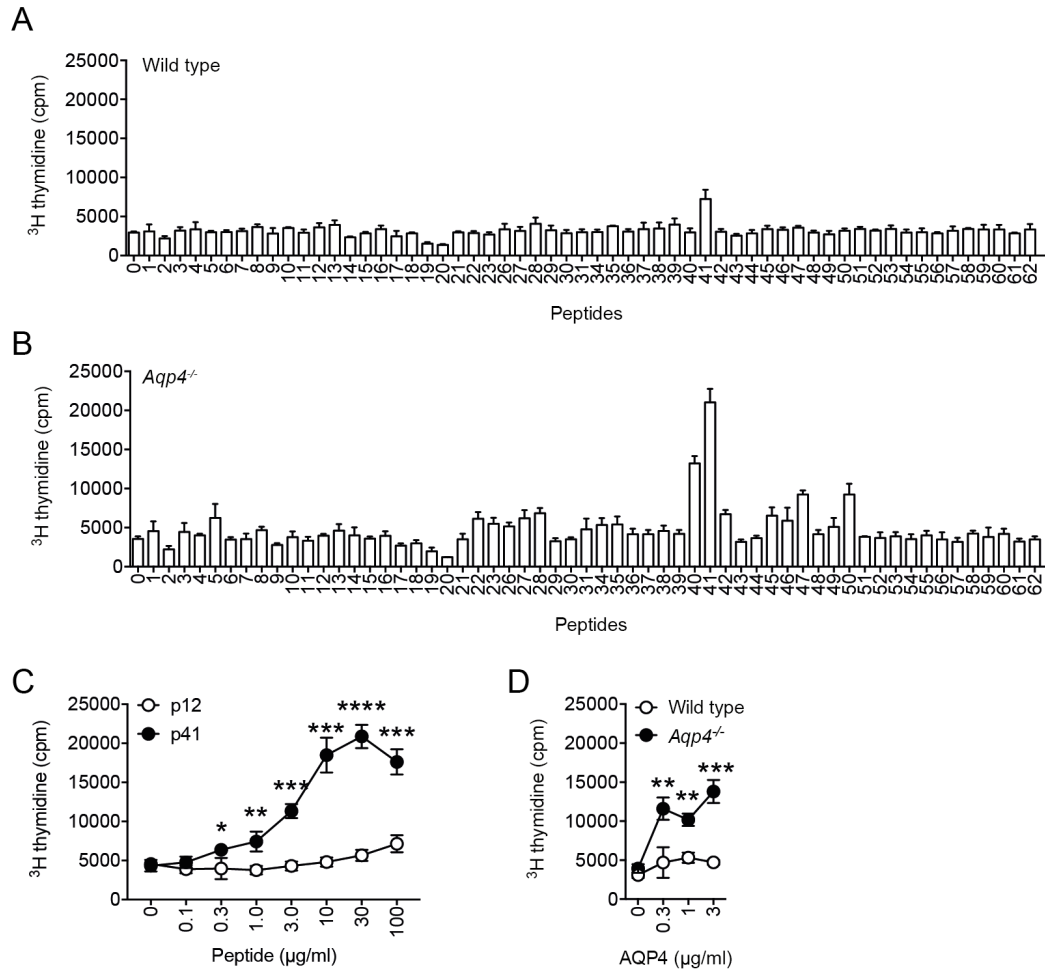 A
Wild type
³H thymidine (cpm)
25000
20000
15000
10000
5000
0
0 1 2 3 4 5 6 7 8 9 10 11 12 13 14 15 16 17 18 19 20 21 22 23 26 27 28 29 30 31 34 35 36 37 38 39 40 41 42 43 44 45 46 47 48 49 50 51 52 53 54 55 56 57 58 59 60 61 62
Peptides
B
Aqp4-/-
³H thymidine (cpm)
25000
20000
15000
10000
5000
0
0 1 2 3 4 5 6 7 8 9 10 11 12 13 14 15 16 17 18 19 20 21 22 23 26 27 28 29 30 31 34 35 36 37 38 39 40 41 42 43 44 45 46 47 48 49 50 51 52 53 54 55 56 57 58 59 60 61 62
Peptides
C
p12
p41
³H thymidine (cpm)
25000
20000
15000
10000
5000
0
* ** *** *** **** ***
0 0.1 0.3 1.0 3.0 10 30 100
Peptide (µg/ml)
D
Wild type
Aqp4-/-
³H thymidine (cpm)
25000
20000
15000
10000
5000
0
** ** ***
0 0.3 1 3
AQP4 (µg/ml)